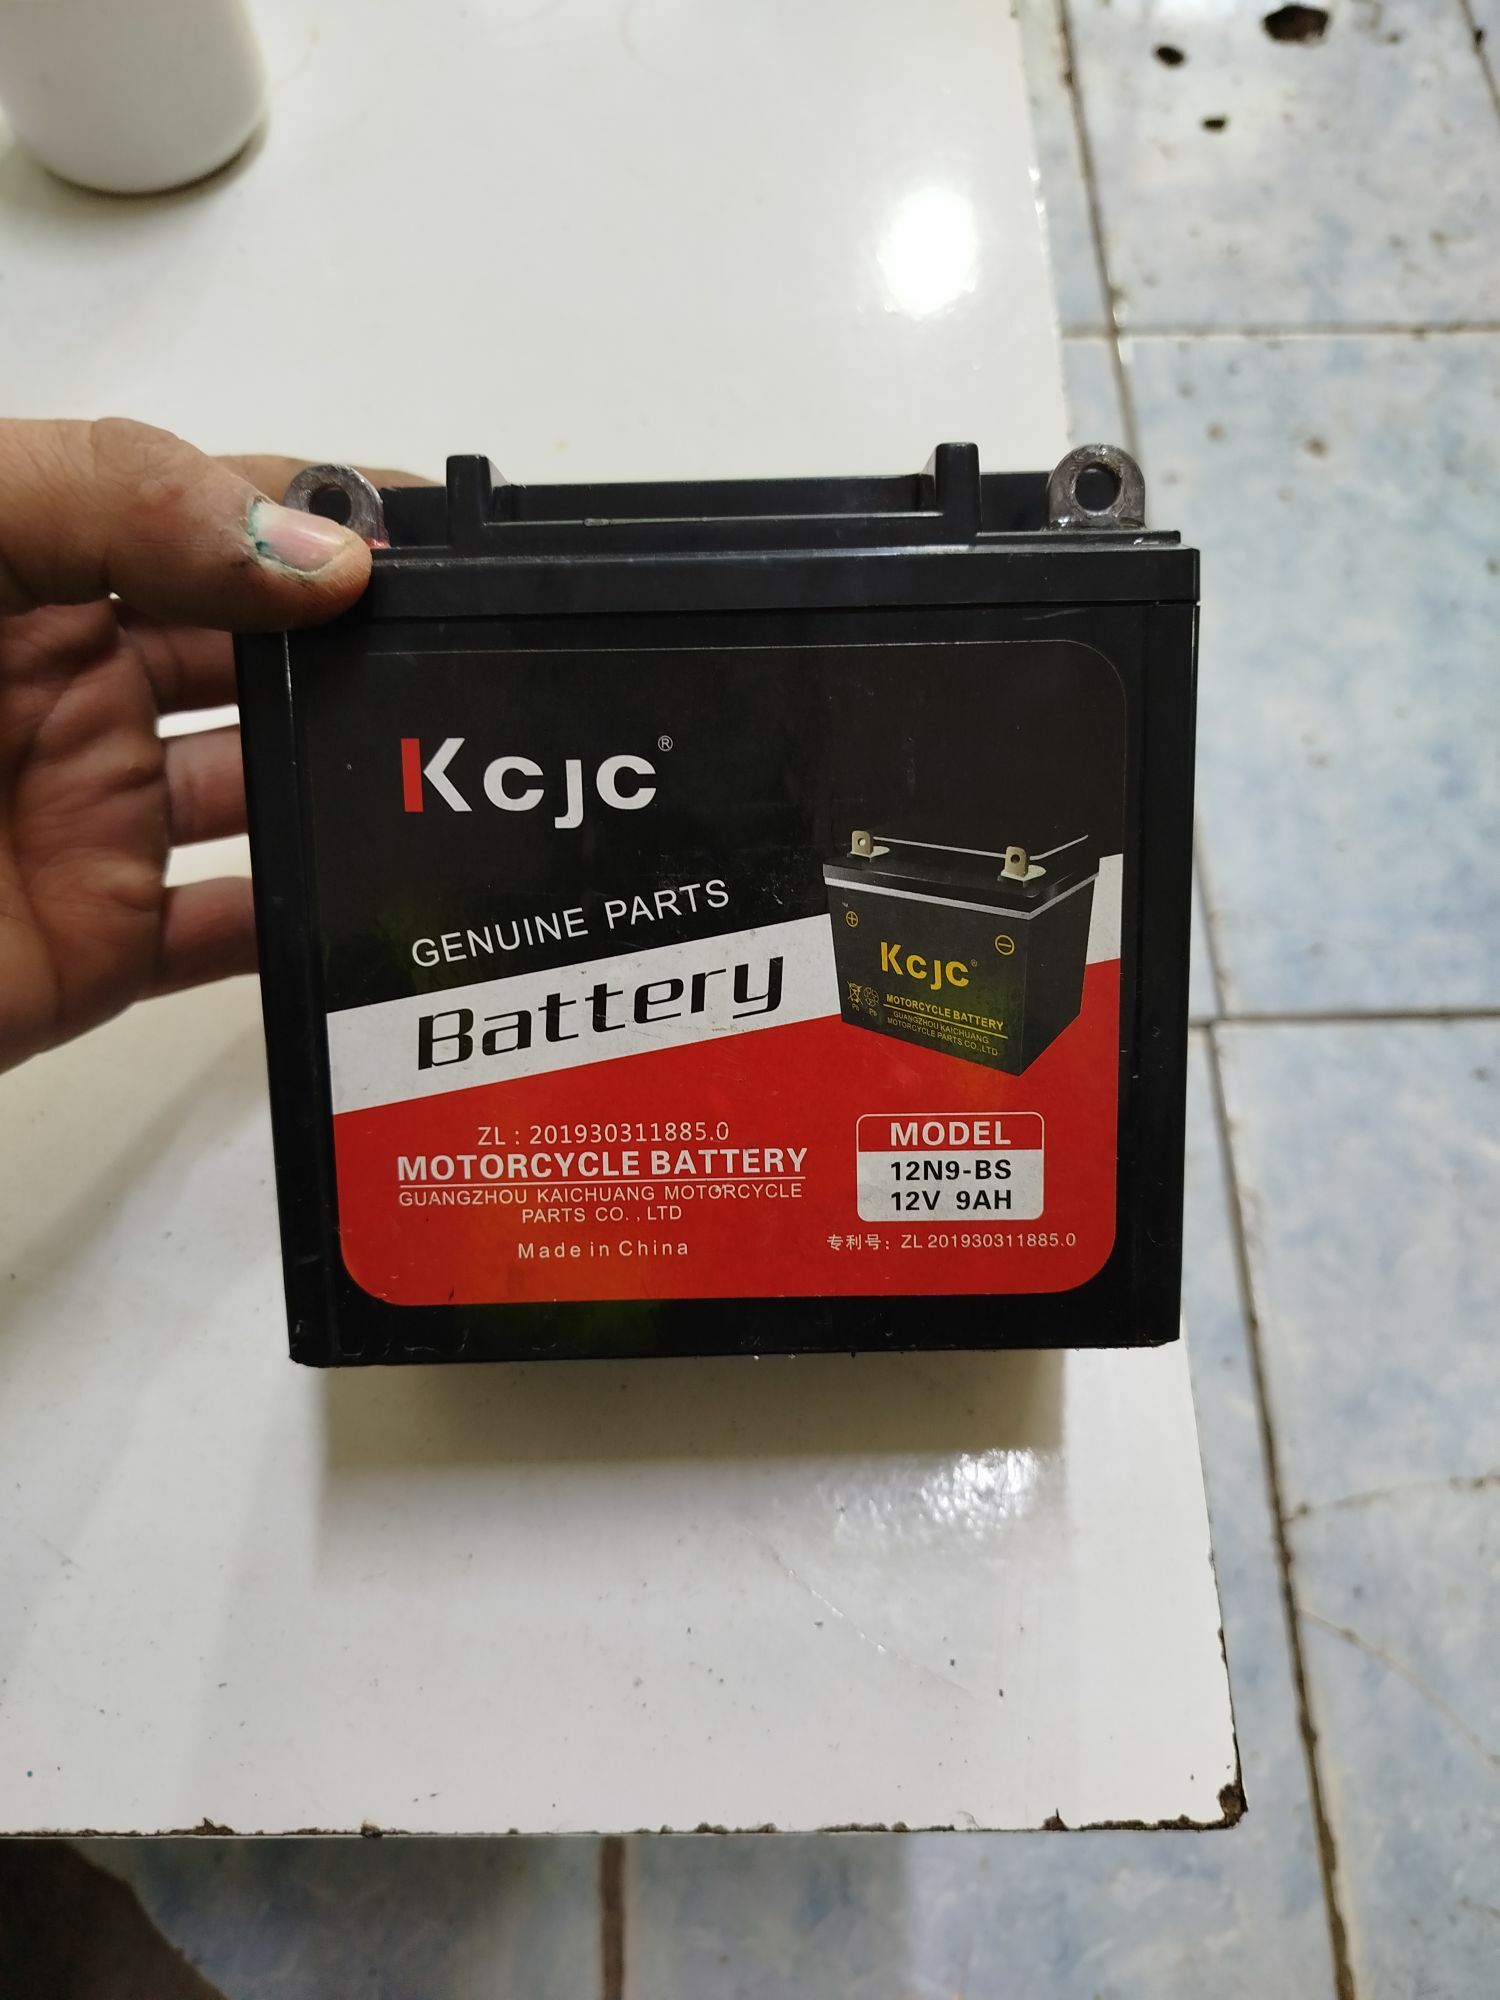 Kcjc®
GENUINE PARTS
Battery
Kcjc
MOTORCYCLE BATTERY
GUANGZHOU KAICHUANG
MOTORCYCLE PARTS CO.,LTD
ZL : 201930311885.0
MOTORCYCLE BATTERY
GUANGZHOU KAICHUANG MOTORCYCLE
PARTS CO. , LTD
Made in China
MODEL
12N9-BS
12V 9AH
专利号：ZL 201930311885.0